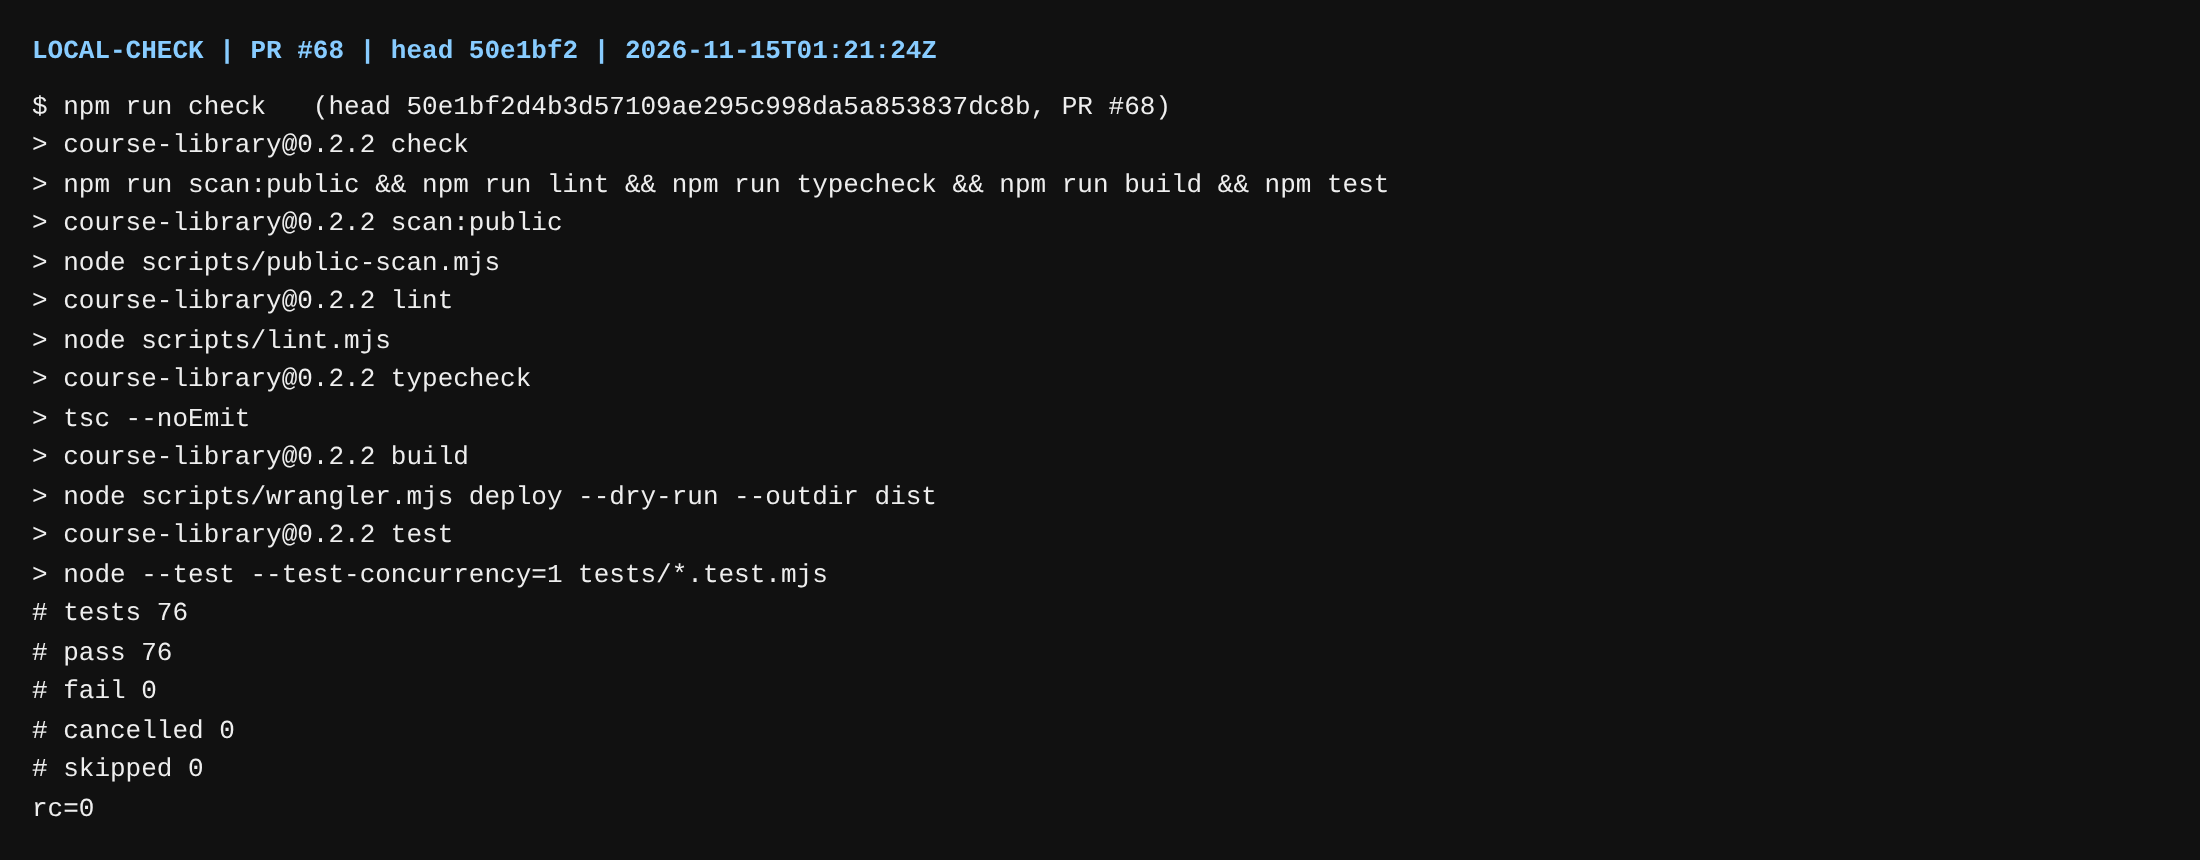 LOCAL-CHECK | PR #68 | head 50e1bf2 | 2026-11-15T01:21:24Z
$ npm run check   (head 50e1bf2d4b3d57109ae295c998da5a853837dc8b, PR #68)
> course-library@0.2.2 check
> npm run scan:public && npm run lint && npm run typecheck && npm run build && npm test
> course-library@0.2.2 scan:public
> node scripts/public-scan.mjs
> course-library@0.2.2 lint
> node scripts/lint.mjs
> course-library@0.2.2 typecheck
> tsc --noEmit
> course-library@0.2.2 build
> node scripts/wrangler.mjs deploy --dry-run --outdir dist
> course-library@0.2.2 test
> node --test --test-concurrency=1 tests/*.test.mjs
# tests 76
# pass 76
# fail 0
# cancelled 0
# skipped 0
rc=0